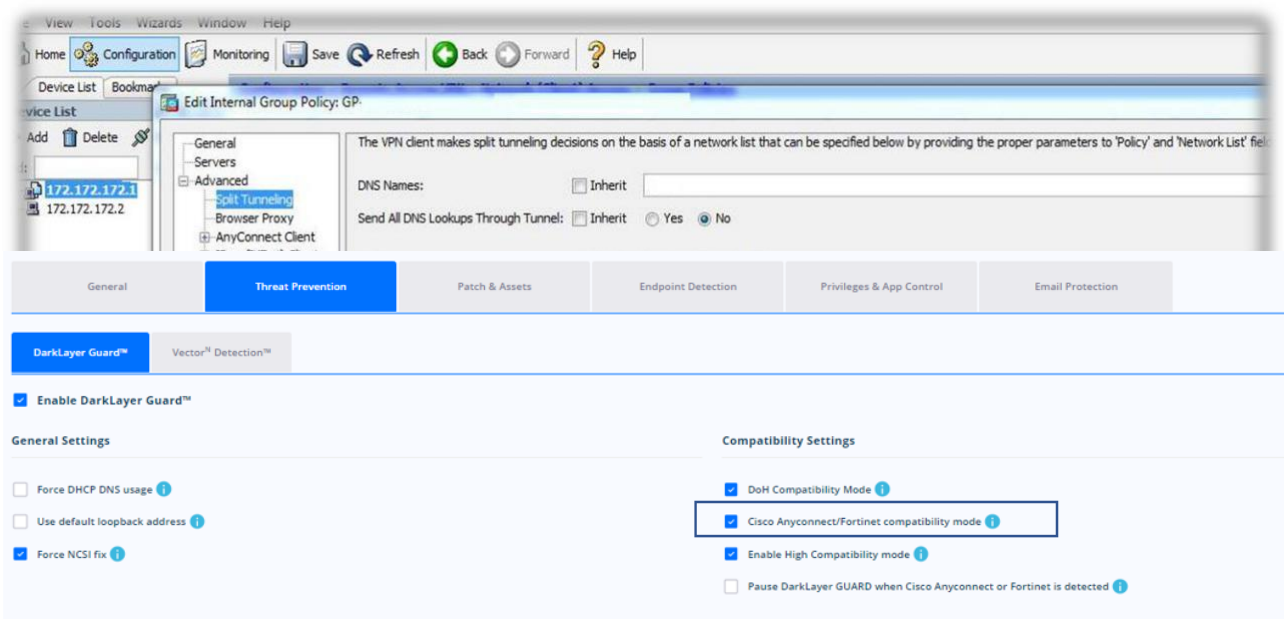 View Tools Wizards Window Help
Home Configuration Monitoring Save Refresh Back Forward Help
Device List
Edit Internal Group Policy: GP-
Add Delete
General
The VPN client makes split tunneling decisions on the basis of a network list that can be specified below by providing the proper parameters to 'Policy' and 'Network List'
Servers
Advanced
DNS Names: Inherit
172.172.172.1
Split Tunneling
172.172.172.2
Browser Proxy
Send All DNS Lookups Through Tunnel: Inherit Yes No
AnyConnect Client
General Threat Prevention Patch & Assets Endpoint Detection Privileges & App Control Email Protection
DarkLayer Guard™ Vectorᴺ Detection™
Enable DarkLayer Guard™
General Settings
Compatibility Settings
Force DHCP DNS usage
DoH Compatibility Mode
Use default loopback address
Cisco Anyconnect/Fortinet compatibility mode
Force NCSI fix
Enable High Compatibility mode
Pause DarkLayer GUARD when Cisco Anyconnect or Fortinet is detected